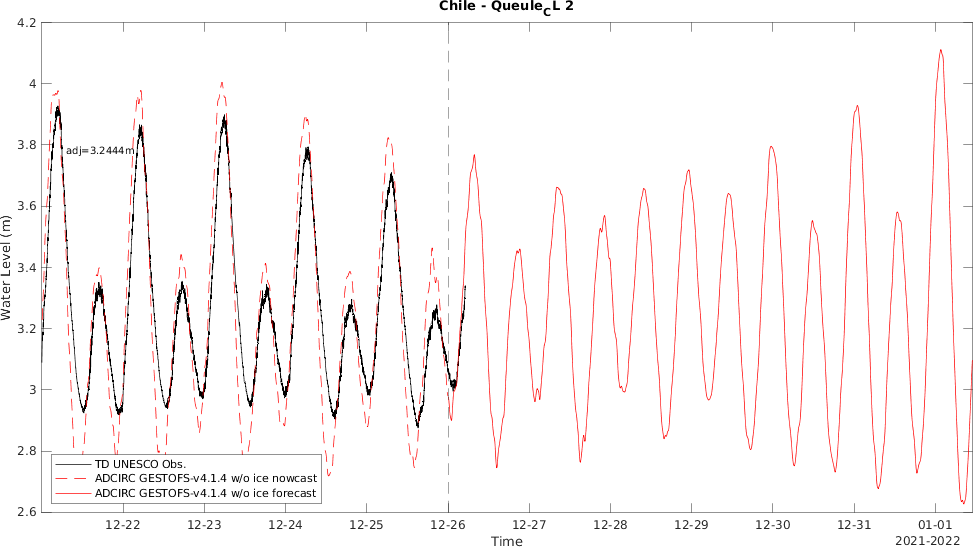 Chile - Queule_CL 2
4.2
4
3.8
3.6
3.4
3.2
3
2.8
2.6
Water Level (m)
adj=3.2444m
TD UNESCO Obs.
ADCIRC GESTOFS-v4.1.4 w/o ice nowcast
ADCIRC GESTOFS-v4.1.4 w/o ice forecast
12-22 12-23 12-24 12-25 12-26 12-27 12-28 12-29 12-30 12-31 01-01
Time
2021-2022